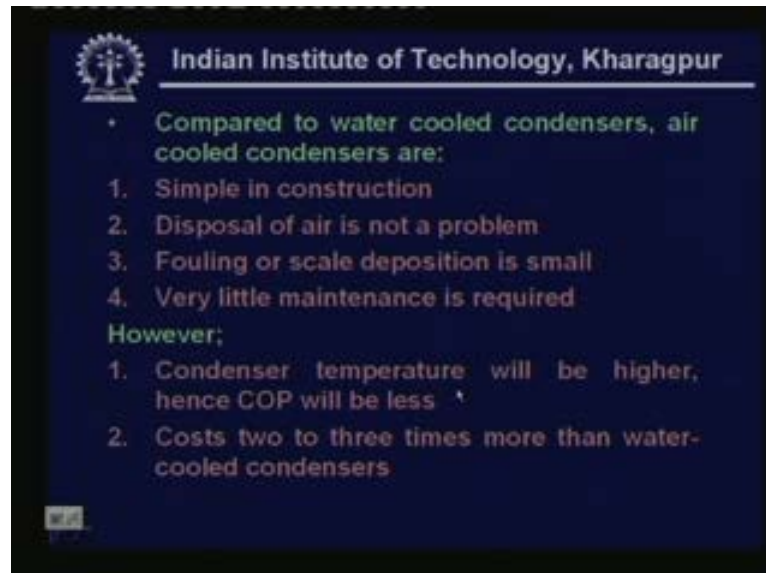 Indian Institute of Technology, Kharagpur
• Compared to water cooled condensers, air
cooled condensers are:
1. Simple in construction
2. Disposal of air is not a problem
3. Fouling or scale deposition is small
4. Very little maintenance is required
However;
1. Condenser temperature will be higher,
hence COP will be less
2. Costs two to three times more than water-
cooled condensers